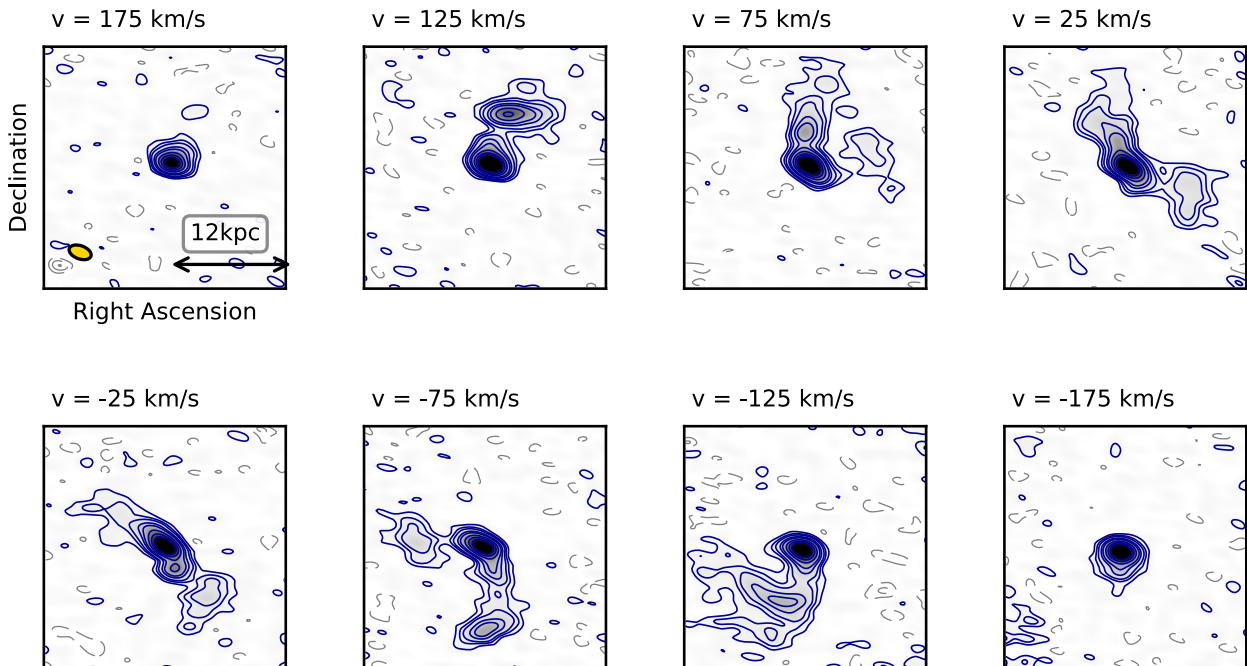 v = 175 km/s
v = 125 km/s
v = 75 km/s
v = 25 km/s
Declination
12kpc
Right Ascension
v = -25 km/s
v = -75 km/s
v = -125 km/s
v = -175 km/s